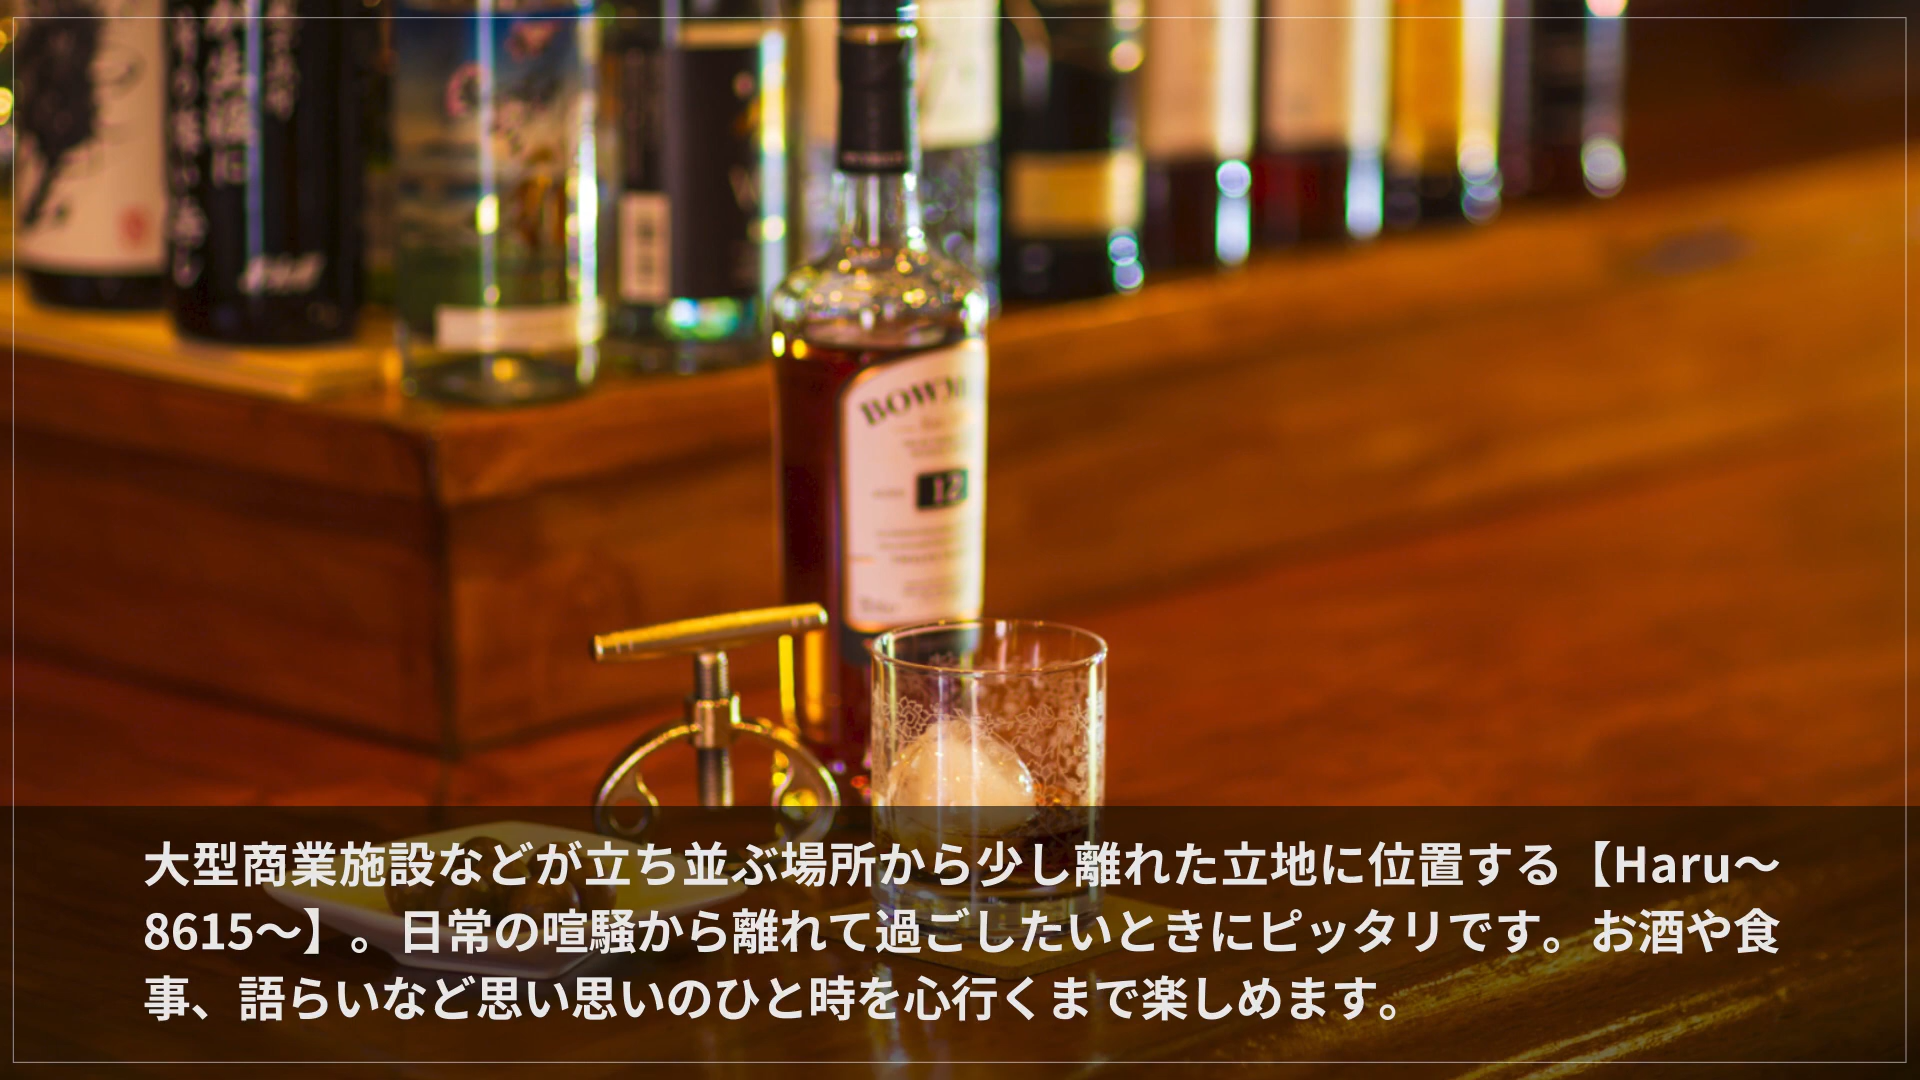 BOWM
12
大型商業施設などが立ち並ぶ場所から少し離れた立地に位置する【Haru〜
8615〜】。日常の喧騒から離れて過ごしたいときにピッタリです。お酒や食
事、語らいなど思い思いのひと時を心行くまで楽しめます。